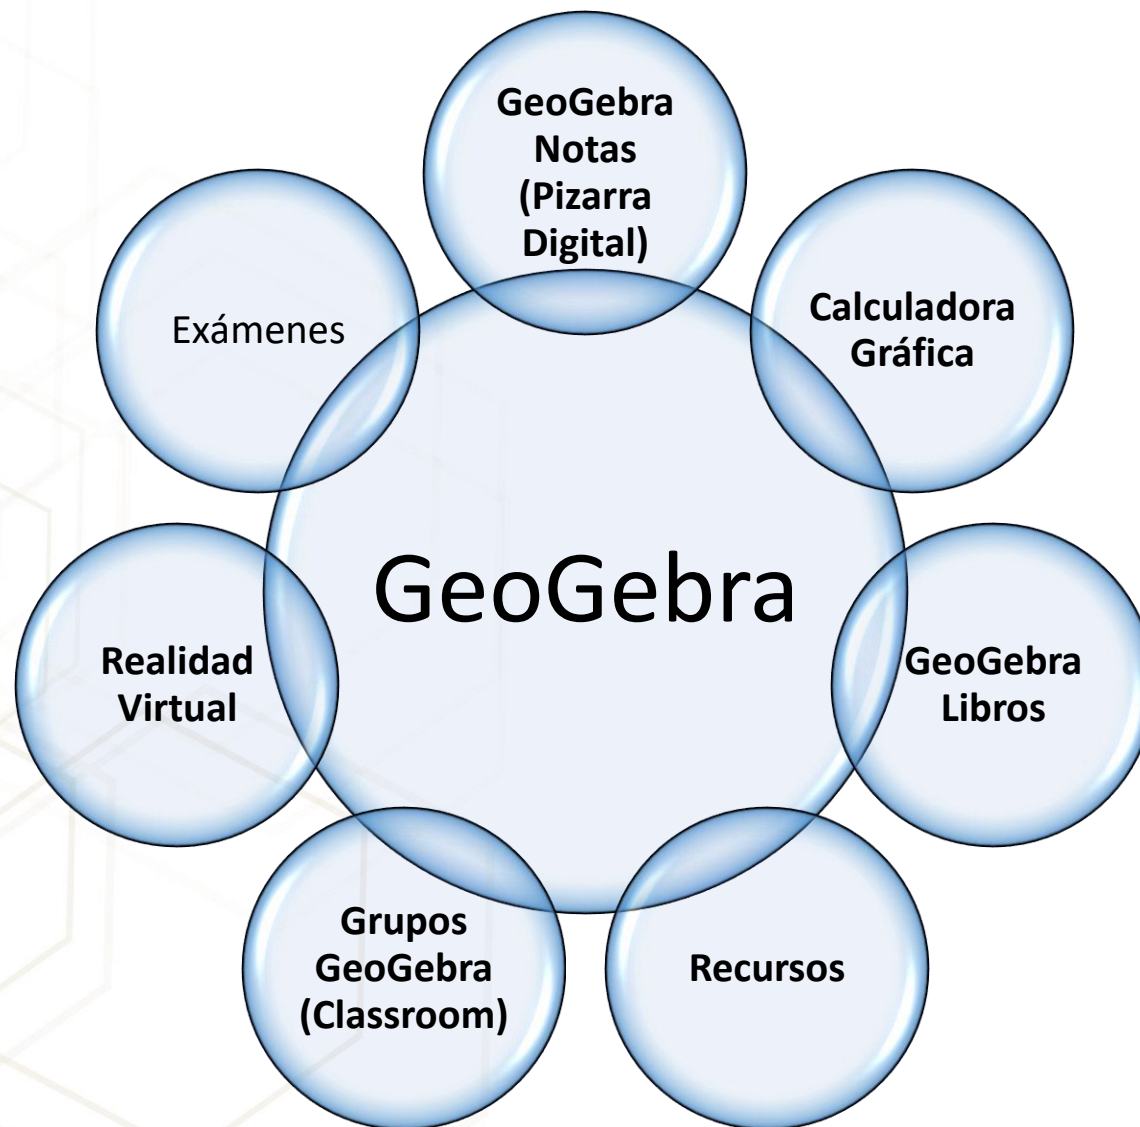 GeoGebra
Notas
(Pizarra
Digital)
Calculadora
Gráfica
GeoGebra
Libros
Recursos
Grupos
GeoGebra
(Classroom)
Realidad
Virtual
Exámenes
GeoGebra